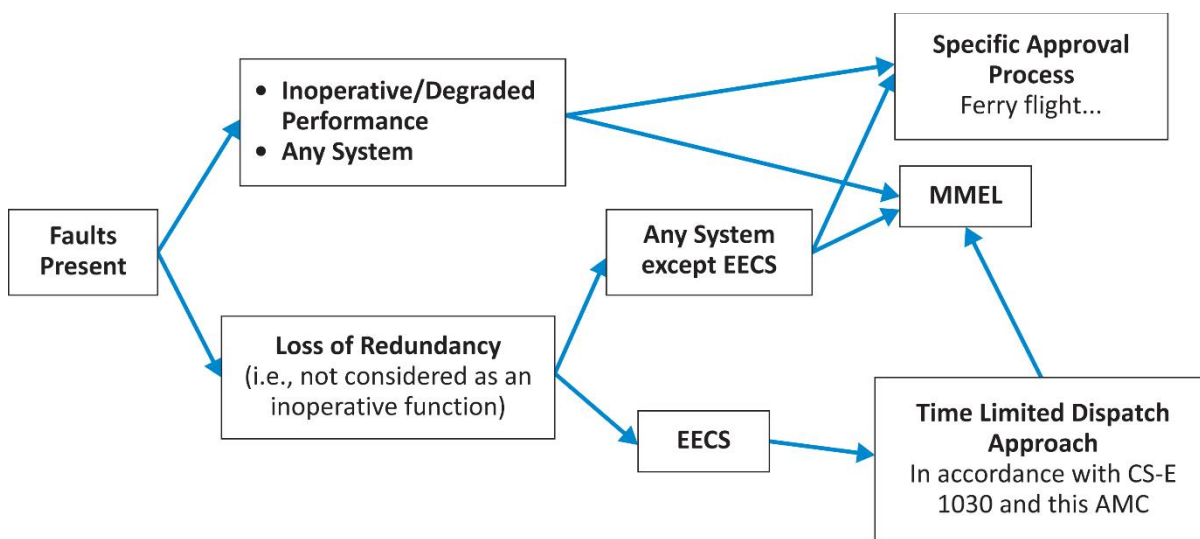 Faults
Present
• Inoperative/Degraded
Performance
• Any System
Loss of Redundancy
(i.e., not considered as an
inoperative function)
Any System
except EECS
EECS
Specific Approval
Process
Ferry flight...
MMEL
Time Limited Dispatch
Approach
In accordance with CS-E
1030 and this AMC